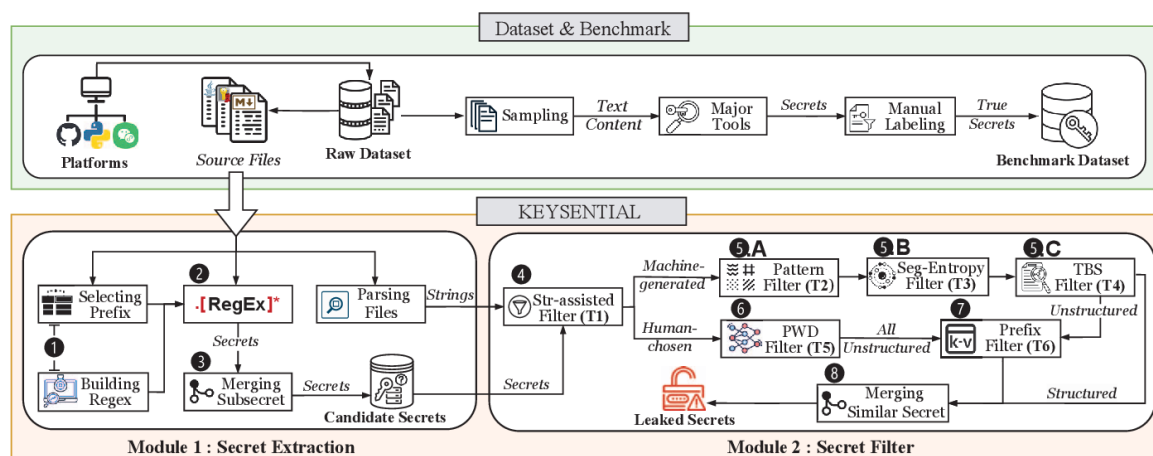 Dataset & Benchmark
Platforms
Source Files
M
Raw Dataset
Sampling
Text
Content
Major
Tools
Secrets
Manual
Labeling
True
Secrets
Benchmark Dataset
KEYSENTIAL
1
Selecting
Prefix
Building
Regex
2
.[RegEx]*
Secrets
3
Merging
Subsecret
Secrets
Parsing
Files
Strings
?
Candidate Secrets
Module 1 : Secret Extraction
4
Str-assisted
Filter (T1)
Secrets
Machine-
generated
5.A
Pattern
Filter (T2)
5.B
Seg-Entropy
Filter (T3)
5.C
TBS
Filter (T4)
Unstructured
Human-
chosen
6
PWD
Filter (T5)
All
Unstructured
7
k-v
Prefix
Filter (T6)
Structured
8
Merging
Similar Secret
Leaked Secrets
Module 2 : Secret Filter